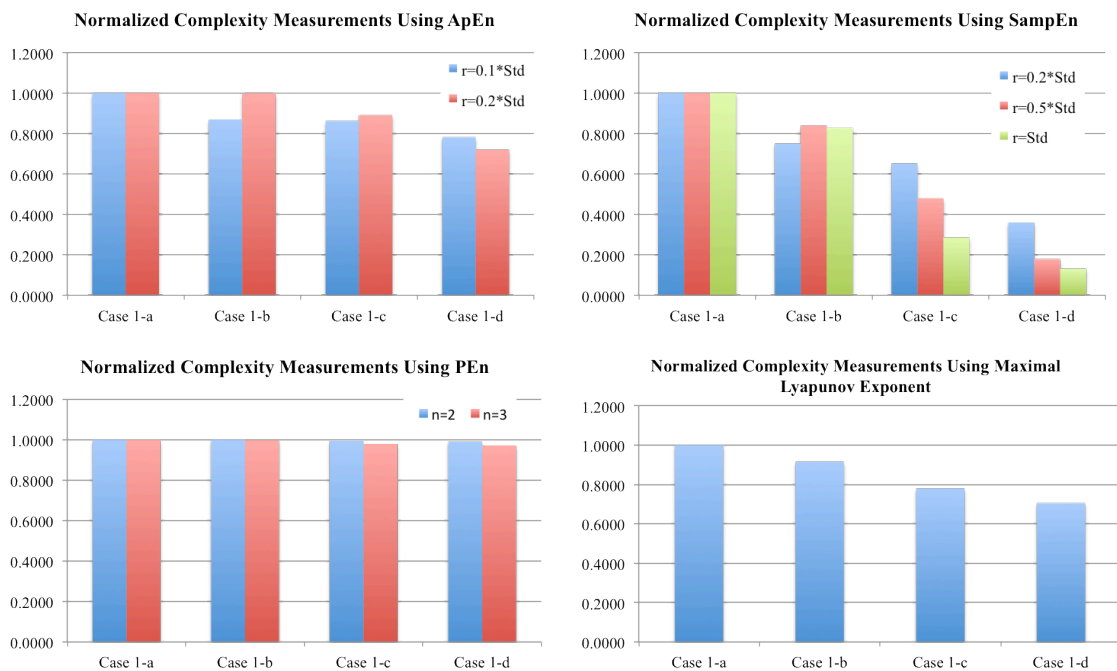 Normalized Complexity Measurements Using ApEn
1.2000
1.0000
0.8000
0.6000
0.4000
0.2000
0.0000
r=0.1*Std
r=0.2*Std
Case 1-a
Case 1-b
Case 1-c
Case 1-d
Normalized Complexity Measurements Using SampEn
1.2000
1.0000
0.8000
0.6000
0.4000
0.2000
0.0000
r=0.2*Std
r=0.5*Std
r=Std
Case 1-a
Case 1-b
Case 1-c
Case 1-d
Normalized Complexity Measurements Using PEn
1.2000
1.0000
0.8000
0.6000
0.4000
0.2000
0.0000
n=2 n=3
Case 1-a
Case 1-b
Case 1-c
Case 1-d
Normalized Complexity Measurements Using Maximal
Lyapunov Exponent
1.2000
1.0000
0.8000
0.6000
0.4000
0.2000
0.0000
Case 1-a
Case 1-b
Case 1-c
Case 1-d